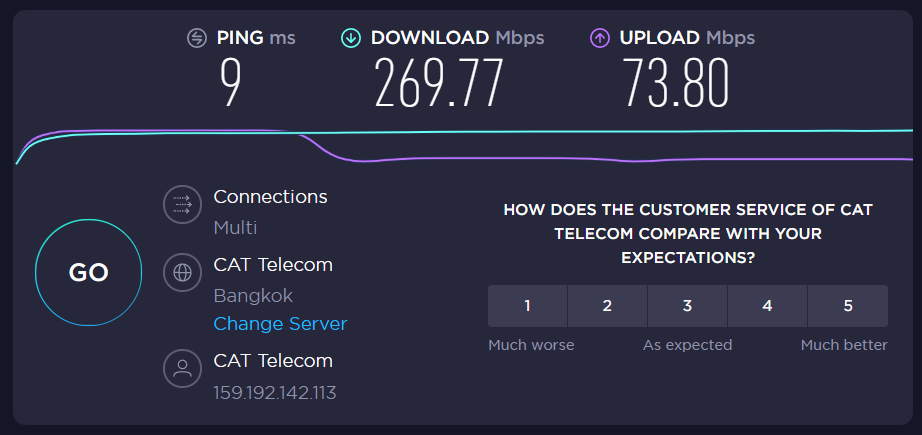 PING ms
9
DOWNLOAD Mbps
269.77
UPLOAD Mbps
73.80
GO
Connections
Multi
CAT Telecom
Bangkok
Change Server
CAT Telecom
159.192.142.113
HOW DOES THE CUSTOMER SERVICE OF CAT
TELECOM COMPARE WITH YOUR
EXPECTATIONS?
1 2 3 4 5
Much worse As expected Much better